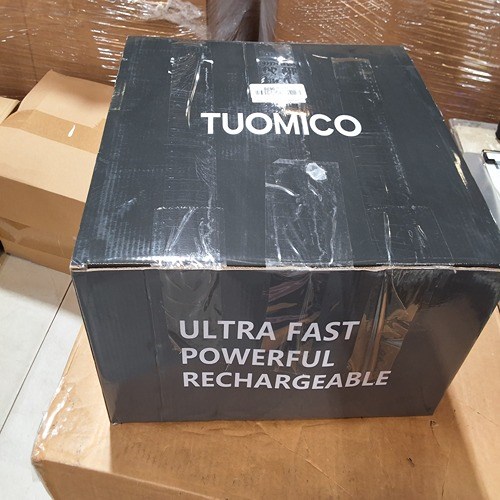 TUOMICO
ULTRA FAST
POWERFUL
RECHARGEABLE